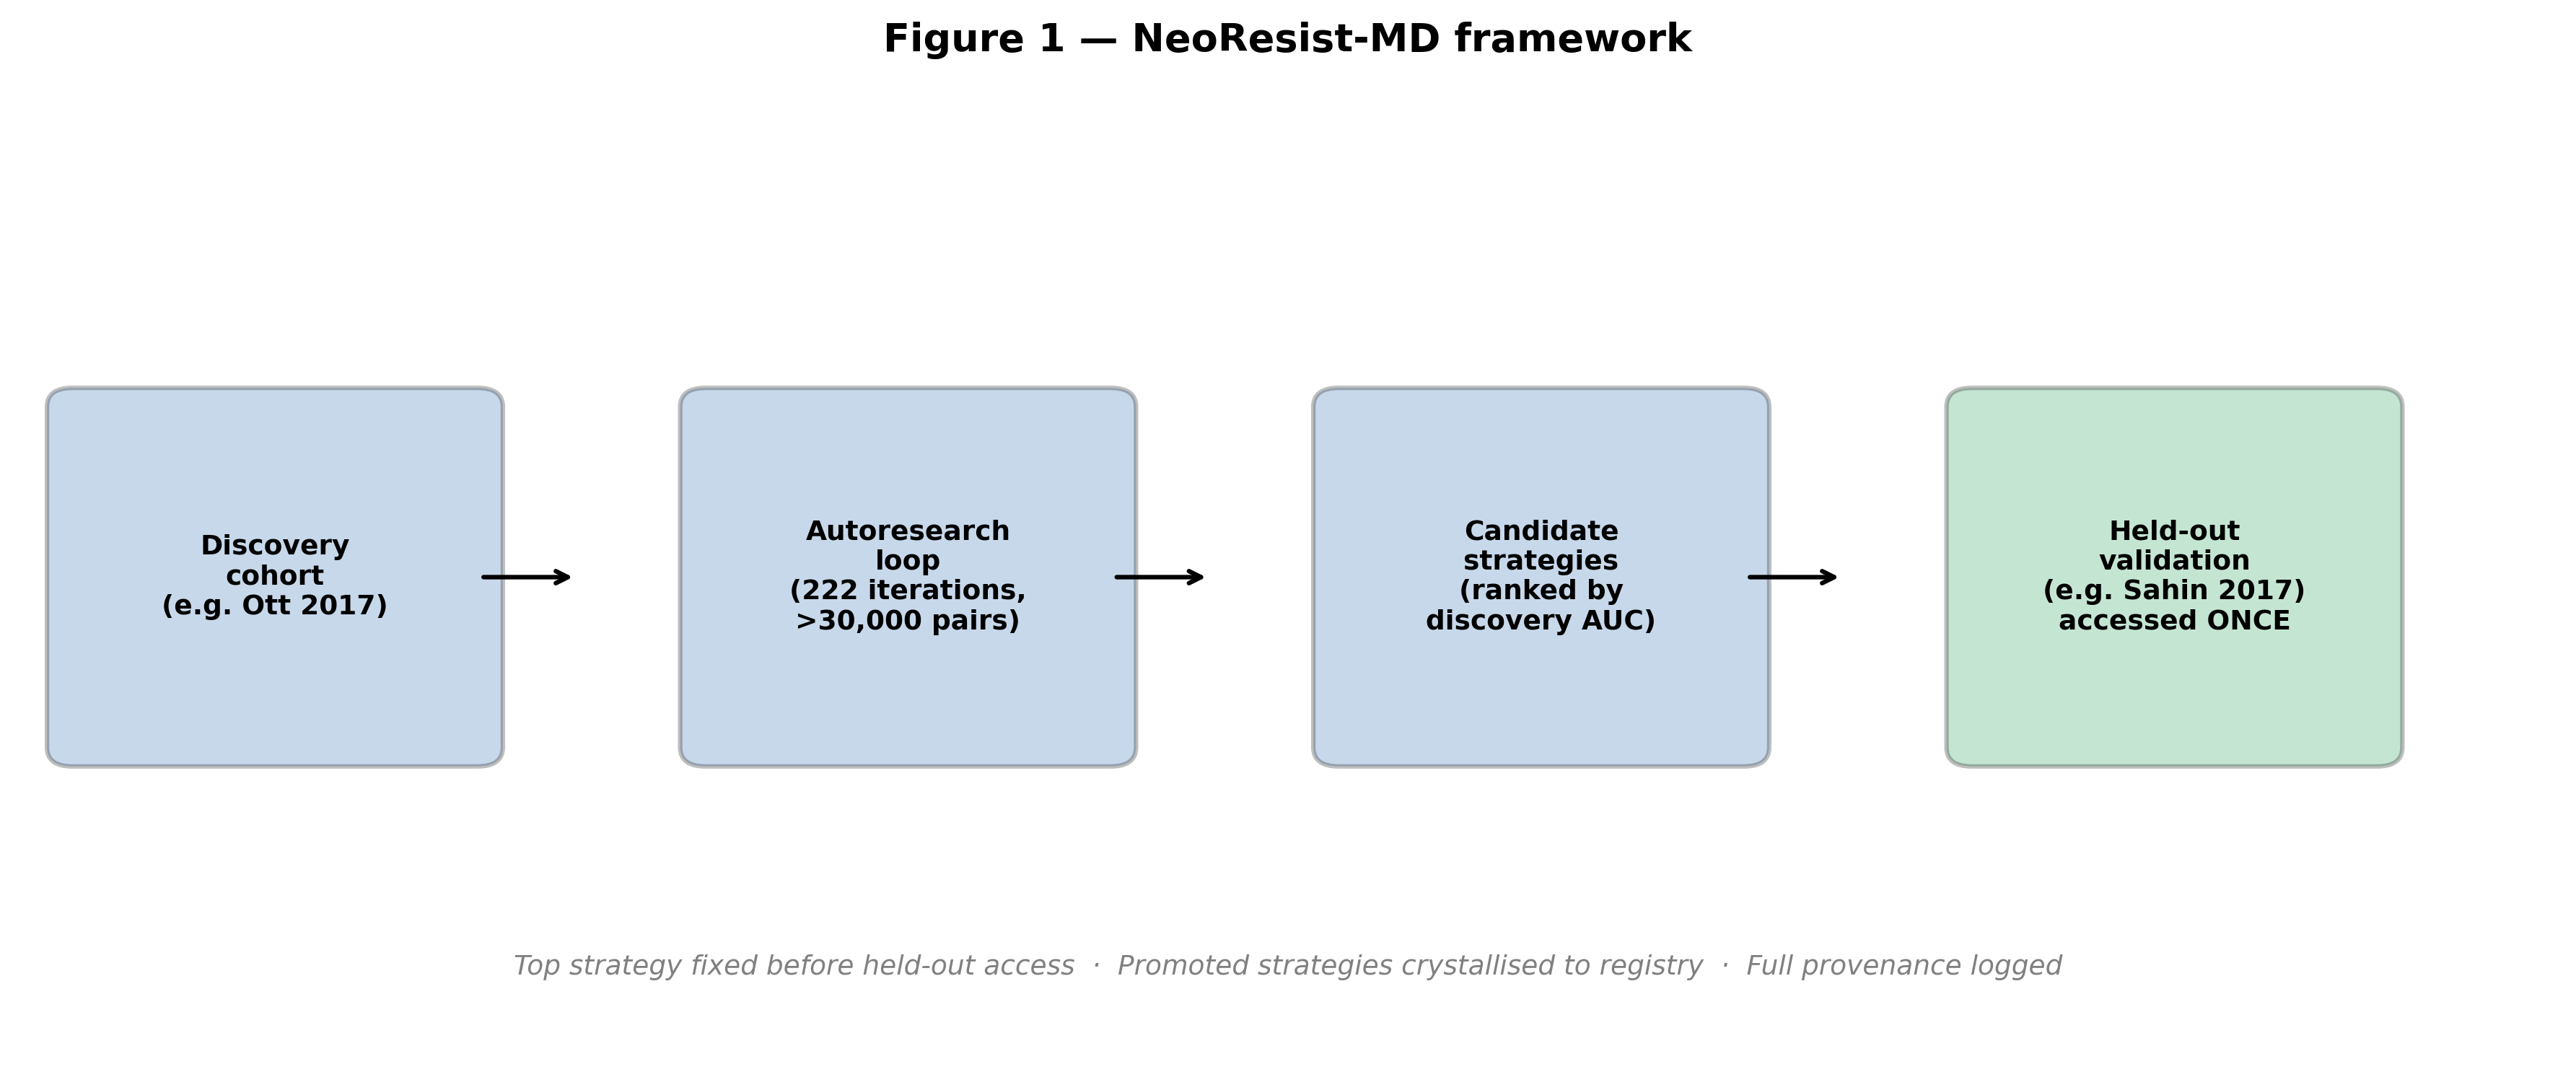 Figure 1 — NeoResist-MD framework
Discovery
cohort
(e.g. Ott 2017)
Autoresearch
loop
(222 iterations,
>30,000 pairs)
Candidate
strategies
(ranked by
discovery AUC)
Held-out
validation
(e.g. Sahin 2017)
accessed ONCE
Top strategy fixed before held-out access · Promoted strategies crystallised to registry · Full provenance logged